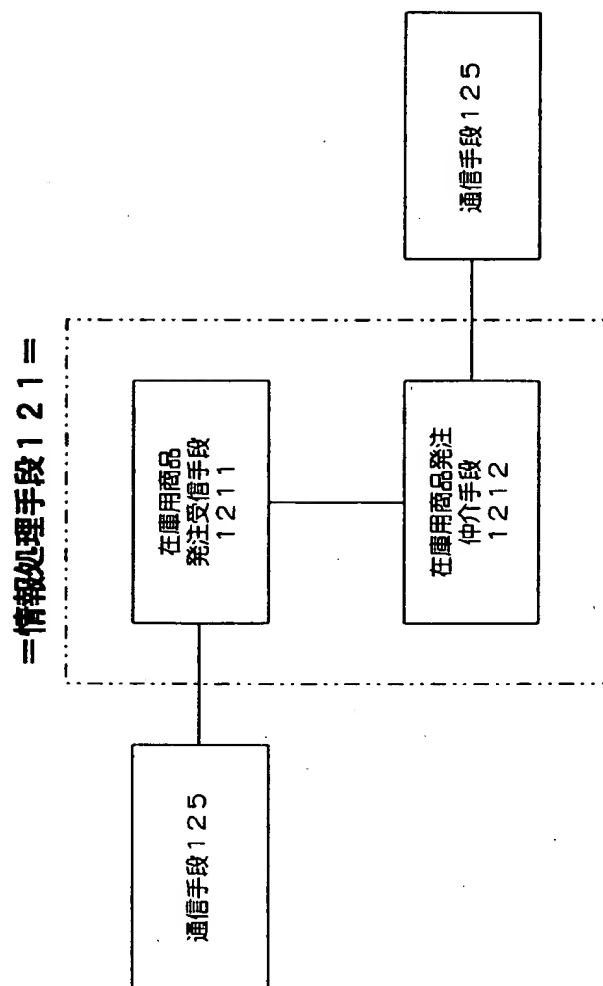 =情報処理手段121=
通信手段125
在庫用商品
発注受信手段
1211
在庫用商品発注
仲介手段
1212
通信手段125